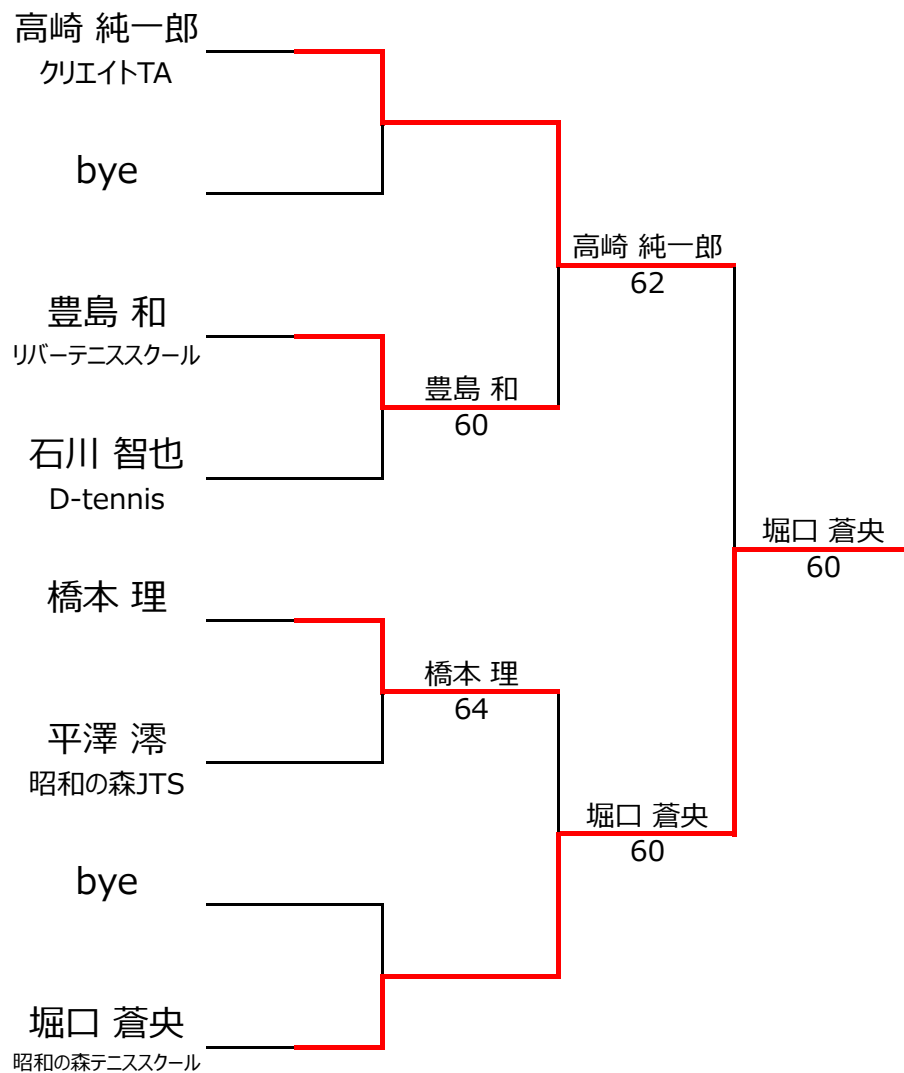 高崎 純一郎
クリエイトTA
bye
豊島 和
リバーテニススクール
石川 智也
D-tennis
橋本 理
平澤 澪
昭和の森JTS
bye
堀口 蒼央
昭和の森テニススクール
豊島 和
60
橋本 理
64
高崎 純一郎
62
堀口 蒼央
60
堀口 蒼央
60